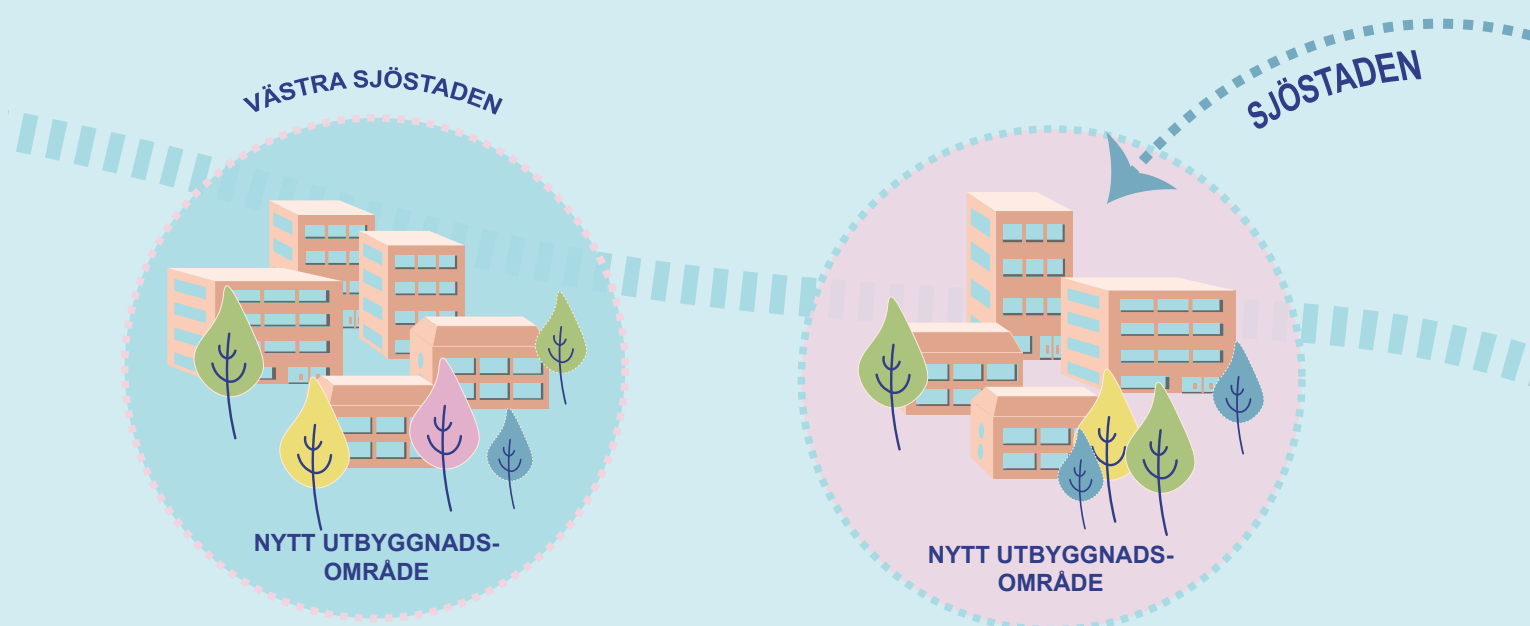 VÄSTRA SJÖSTADEN
NYTT UTBYGGNADS-
OMRÅDE
SJÖSTADEN
NYTT UTBYGGNADS-
OMRÅDE